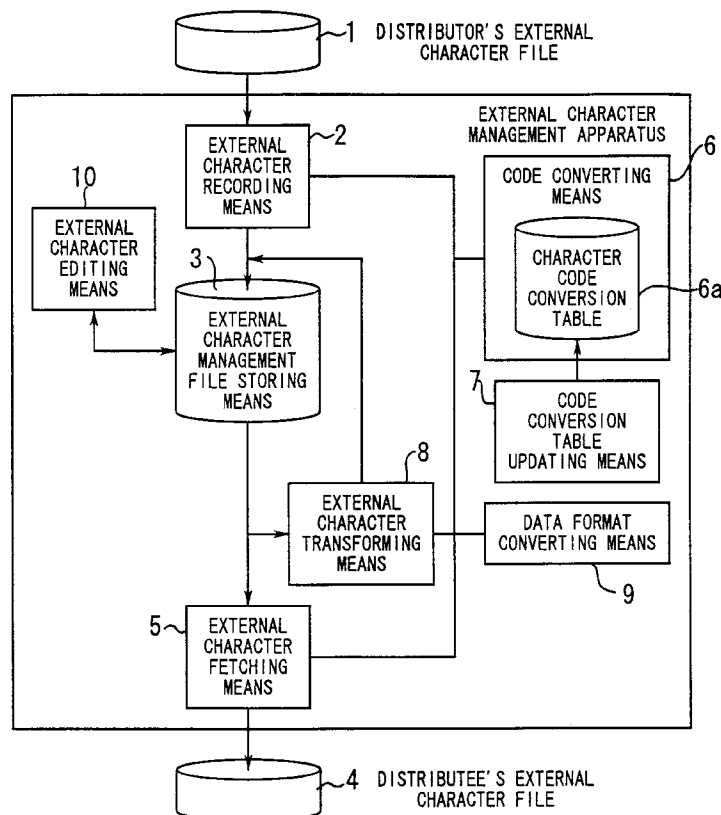 1
DISTRIBUTOR'S EXTERNAL
CHARACTER FILE
EXTERNAL CHARACTER
MANAGEMENT APPARATUS
2
EXTERNAL
CHARACTER
RECORDING
MEANS
6
CODE CONVERTING
MEANS
CHARACTER
CODE
CONVERSION
TABLE
6a
10
EXTERNAL
CHARACTER
EDITING
MEANS
3
EXTERNAL
CHARACTER
MANAGEMENT
FILE STORING
MEANS
7
CODE
CONVERSION
TABLE
UPDATING MEANS
8
EXTERNAL
CHARACTER
TRANSFORMING
MEANS
DATA FORMAT
CONVERTING MEANS
9
5
EXTERNAL
CHARACTER
FETCHING
MEANS
4
DISTRIBUTEE'S EXTERNAL
CHARACTER FILE